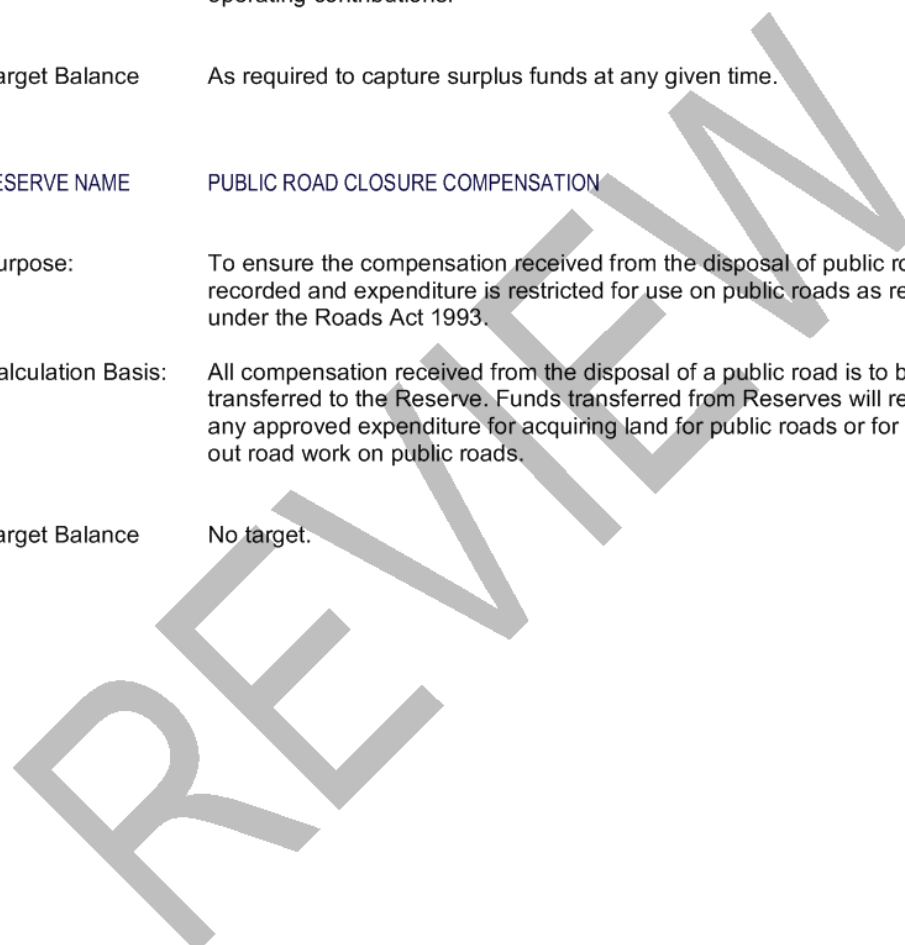 operating contributions.
arget Balance As required to capture surplus funds at any given time.
ESERVE NAME PUBLIC ROAD CLOSURE COMPENSATION
urpose: To ensure the compensation received from the disposal of public ro
recorded and expenditure is restricted for use on public roads as re
under the Roads Act 1993.
alculation Basis: All compensation received from the disposal of a public road is to b
transferred to the Reserve. Funds transferred from Reserves will re
any approved expenditure for acquiring land for public roads or for
out road work on public roads.
arget Balance No target.
REVIEW